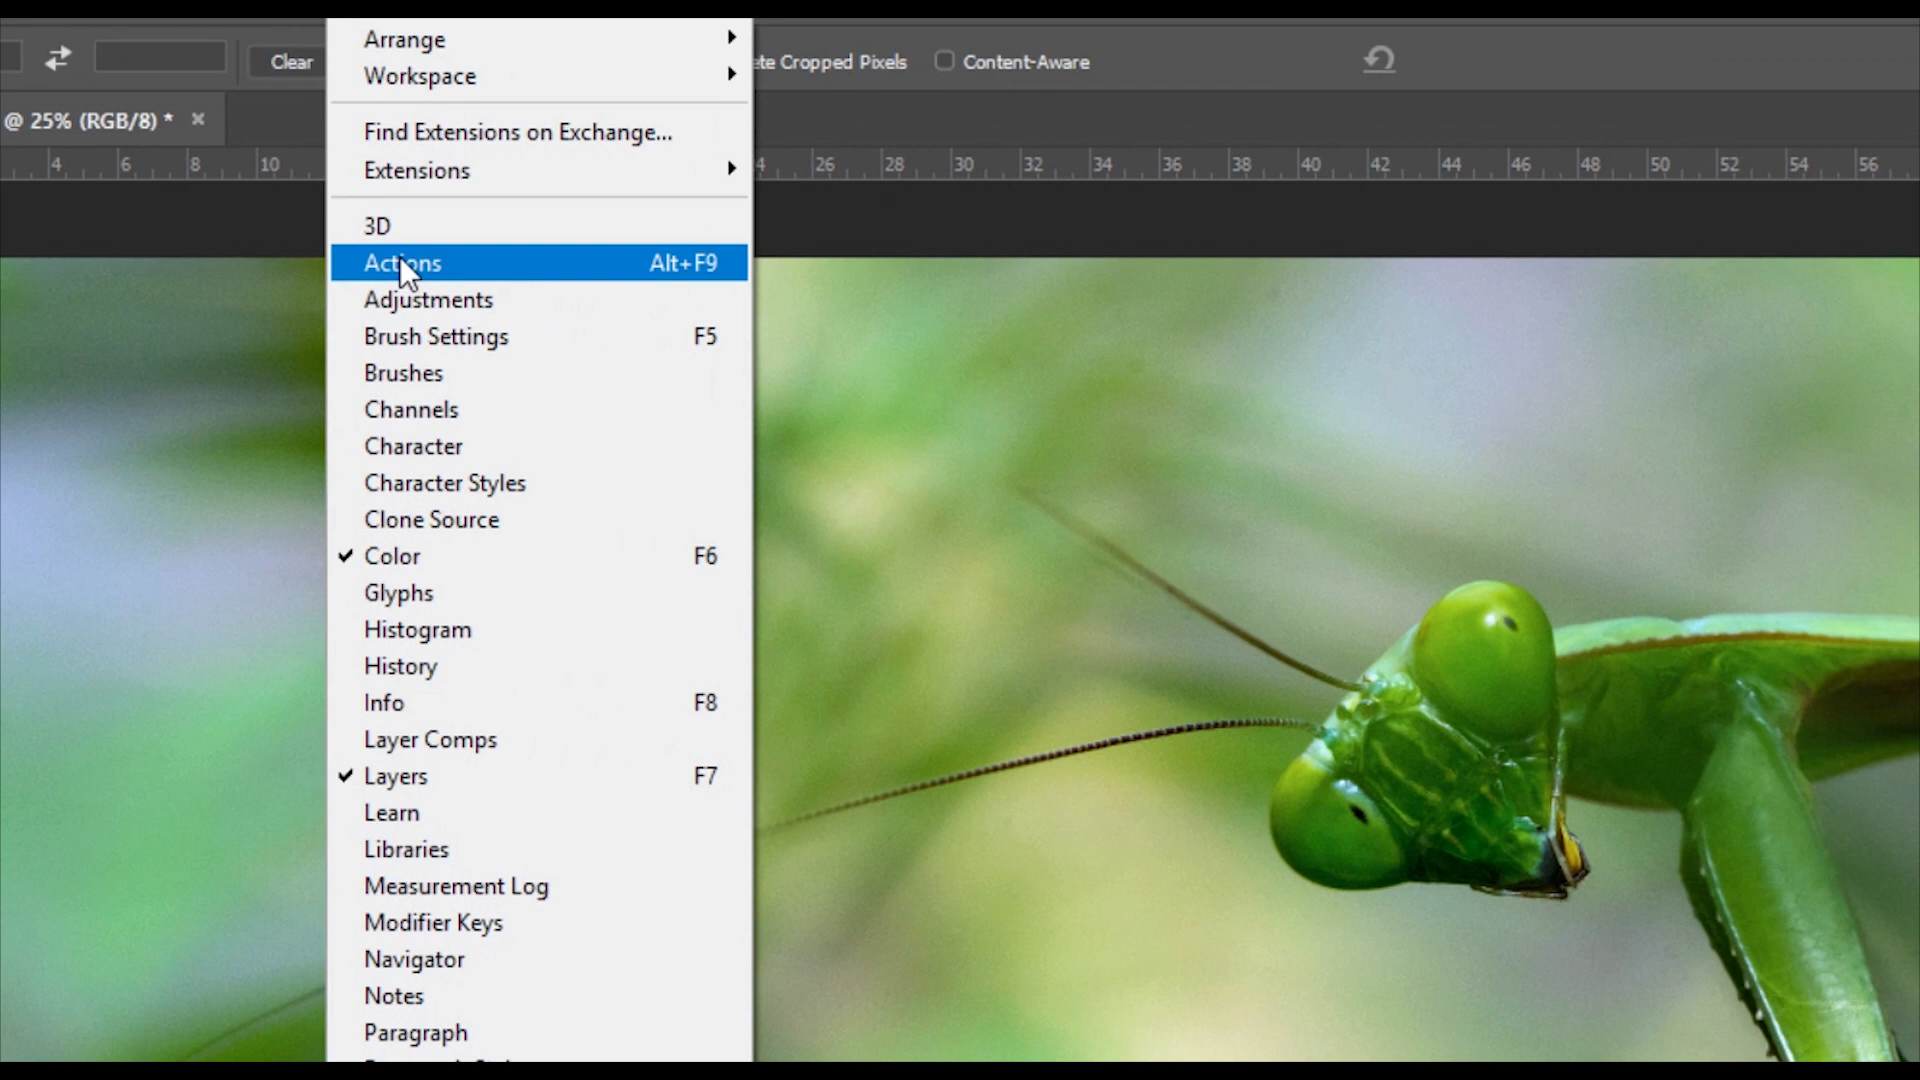 Clear
ete Cropped Pixels
Content-Aware
@ 25% (RGB/8) *
4 6 8 10 4 26 28 30 32 34 36 38 40 42 44 46 48 50 52 54 56
Arrange
Workspace
Find Extensions on Exchange...
Extensions
3D
Actions Alt+F9
Adjustments
Brush Settings F5
Brushes
Channels
Character
Character Styles
Clone Source
Color F6
Glyphs
Histogram
History
Info F8
Layer Comps
Layers F7
Learn
Libraries
Measurement Log
Modifier Keys
Navigator
Notes
Paragraph